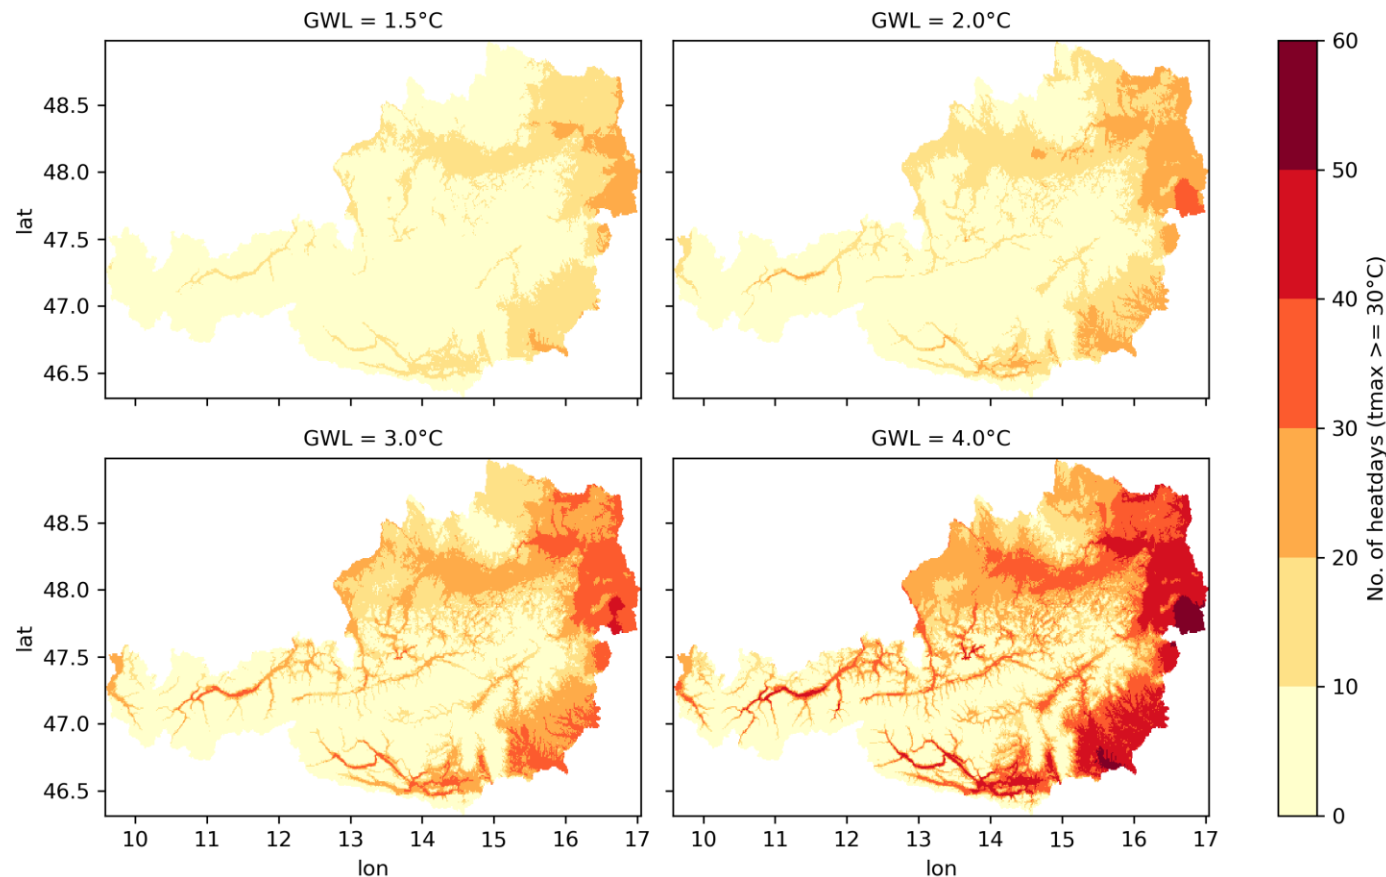 GWL = 1.5°C
GWL = 2.0°C
lat
48.5
48.0
47.5
47.0
46.5
GWL = 3.0°C
GWL = 4.0°C
lat
48.5
48.0
47.5
47.0
46.5
10 11 12 13 14 15 16 17
10 11 12 13 14 15 16 17
lon
lon
60
50
40
30
20
10
0
No. of heatdays (tmax >= 30°C)